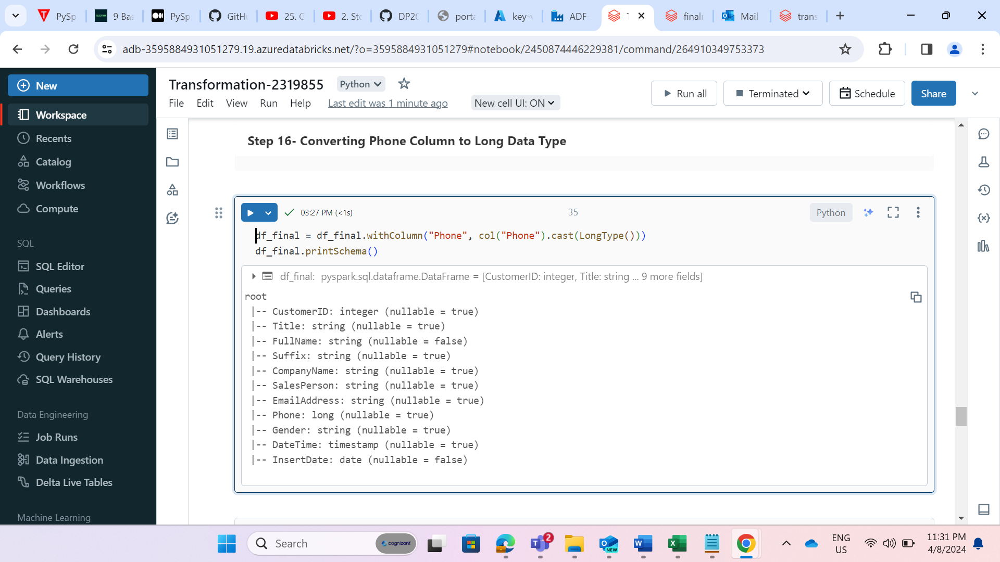 PySp
9 Bas
PySp
GitHu
25. C
2. Sto
DP20
porta
key-v
ADF-
T
finalr
Mail
trans
adb-3595884931051279.19.azuredatabricks.net/?o=3595884931051279#notebook/2450874446229381/command/264910349753373
New
Workspace
Recents
Catalog
Workflows
Compute
SQL
SQL Editor
Queries
Dashboards
Alerts
Query History
SQL Warehouses
Data Engineering
Job Runs
Data Ingestion
Delta Live Tables
Machine Learning
Transformation-2319855
Python
File Edit View Run Help Last edit was 1 minute ago New cell UI: ON
Run all
Terminated
Schedule
Share
Step 16- Converting Phone Column to Long Data Type
03:27 PM (<1s)
35
Python
df_final = df_final.withColumn("Phone", col("Phone").cast(LongType()))
df_final.printSchema()
df_final: pyspark.sql.dataframe.DataFrame = [CustomerID: integer, Title: string ... 9 more fields]
root
|-- CustomerID: integer (nullable = true)
|-- Title: string (nullable = true)
|-- FullName: string (nullable = false)
|-- Suffix: string (nullable = true)
|-- CompanyName: string (nullable = true)
|-- SalesPerson: string (nullable = true)
|-- EmailAddress: string (nullable = true)
|-- Phone: long (nullable = true)
|-- Gender: string (nullable = true)
|-- DateTime: timestamp (nullable = true)
|-- InsertDate: date (nullable = false)
Search
cognizant
2
NEW
ENG
US
11:31 PM
4/8/2024